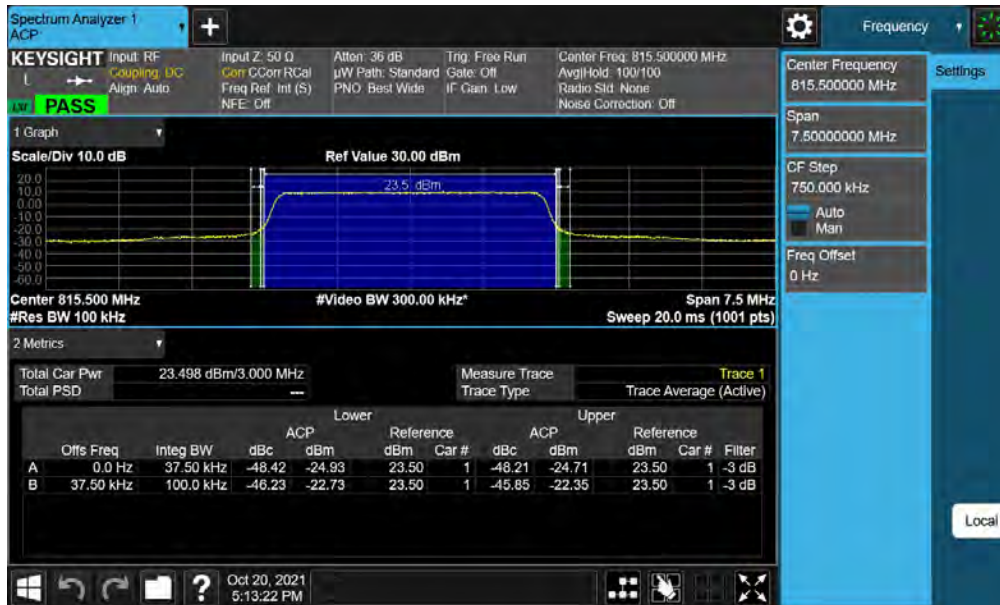 Spectrum Analyzer 1
ACP
+
Frequency
KEYSIGHT Input: RF Input Z: 50 Ω Atten: 36 dB Trig: Free Run Center Freq: 815.500000 MHz
L Coupling: DC Corr CCorr RCal µW Path: Standard Gate: Off Avg|Hold: 100/100
Align: Auto Freq Ref: Int (S) PNO: Best Wide IF Gain: Low Radio Std: None
PASS NFE: Off Noise Correction: Off
Center Frequency
815.500000 MHz
Settings
Span
7.50000000 MHz
CF Step
750.000 kHz
Auto
Man
Freq Offset
0 Hz
Local
1 Graph
Scale/Div 10.0 dB Ref Value 30.00 dBm
23.5 dBm
20.0
10.0
0.00
-10.0
-20.0
-30.0
-40.0
-50.0
-60.0
Center 815.500 MHz #Video BW 300.00 kHz* Span 7.5 MHz
#Res BW 100 kHz Sweep 20.0 ms (1001 pts)
2 Metrics
Total Car Pwr 23.498 dBm/3.000 MHz Measure Trace Trace 1
Total PSD --- Trace Type Trace Average (Active)
Lower Upper
ACP Reference ACP Reference
Offs Freq Integ BW dBc dBm dBm Car # dBc dBm dBm Car # Filter
A 0.0 Hz 37.50 kHz -48.42 -24.93 23.50 1 -48.21 -24.71 23.50 1 -3 dB
B 37.50 kHz 100.0 kHz -46.23 -22.73 23.50 1 -45.85 -22.35 23.50 1 -3 dB
? Oct 20, 2021
5:13:22 PM